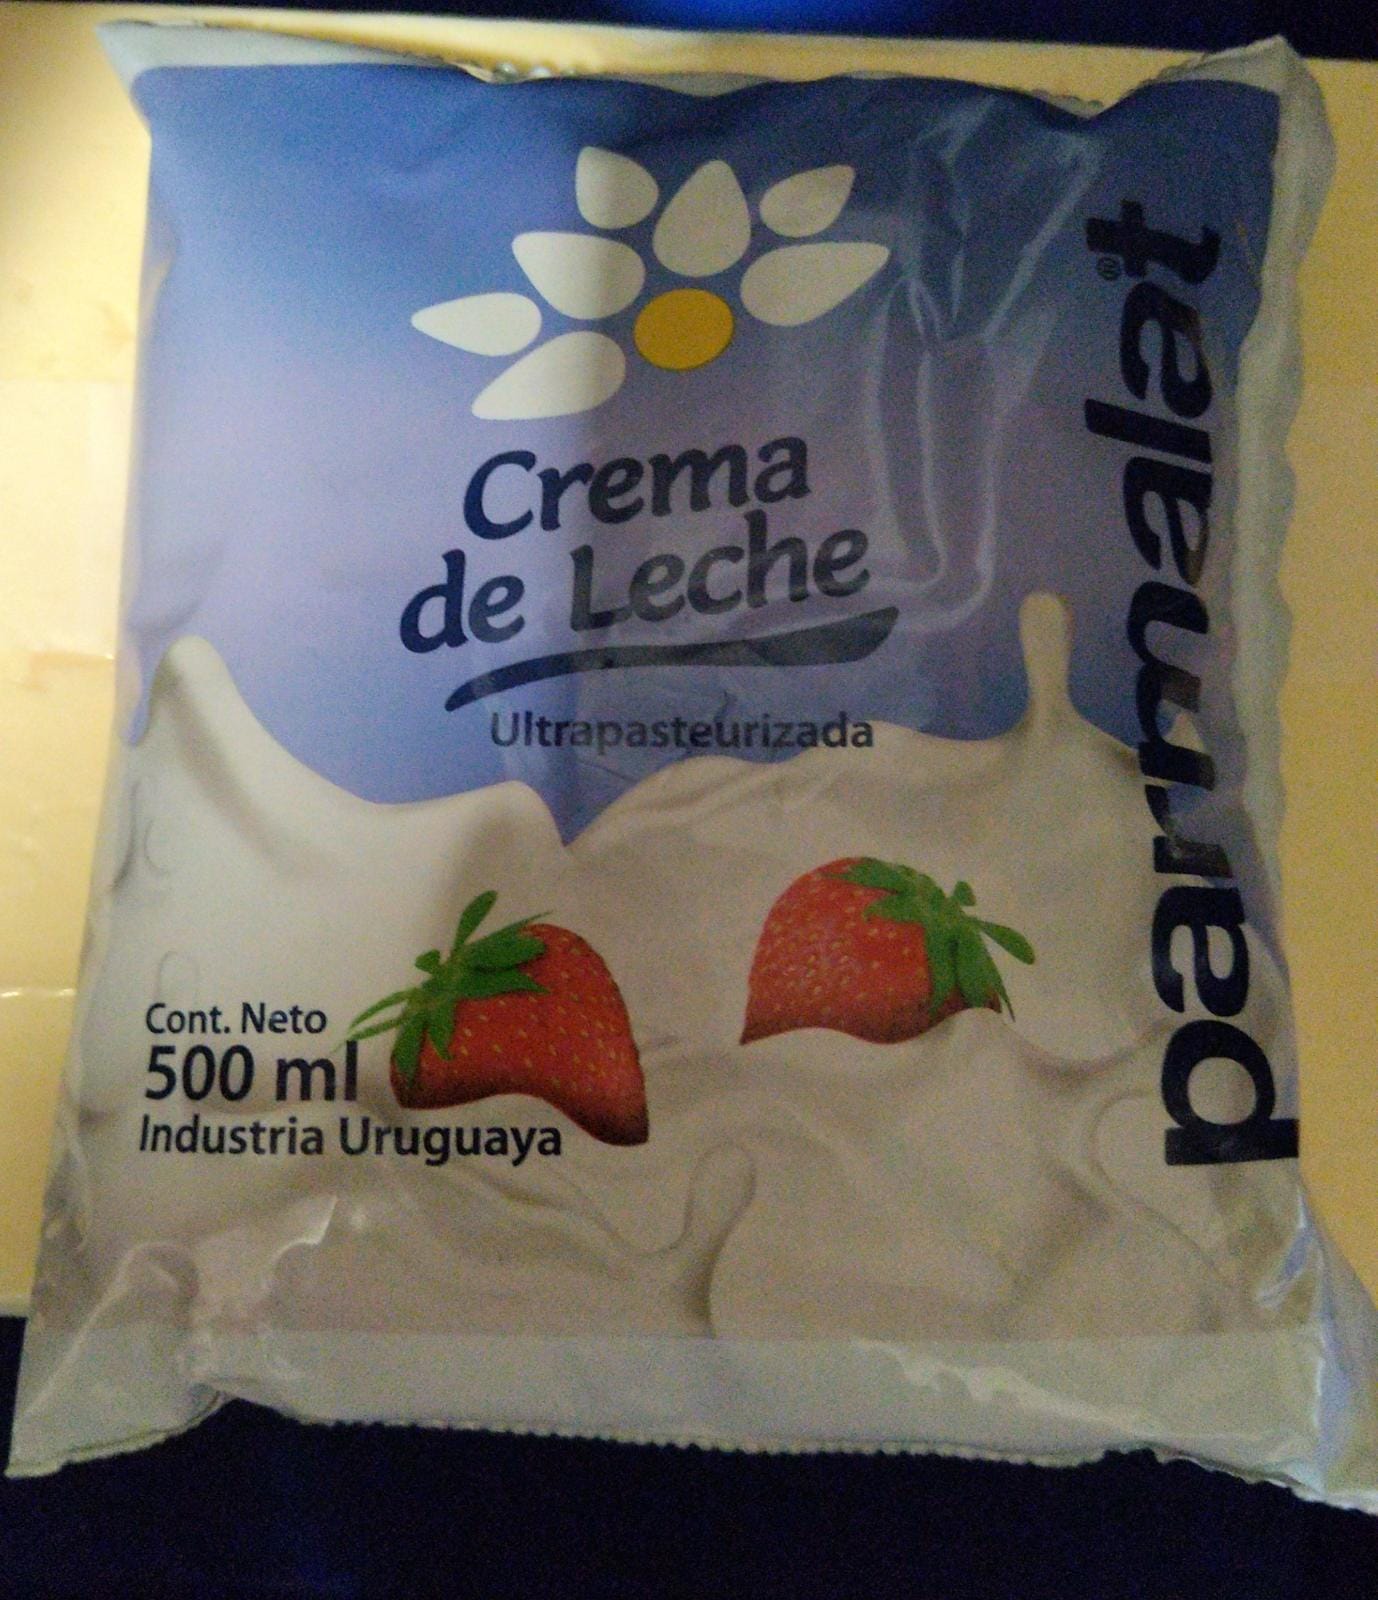 Crema
de Leche
Ultrapasteurizada
parmalat®
Cont. Neto
500 ml
Industria Uruguaya